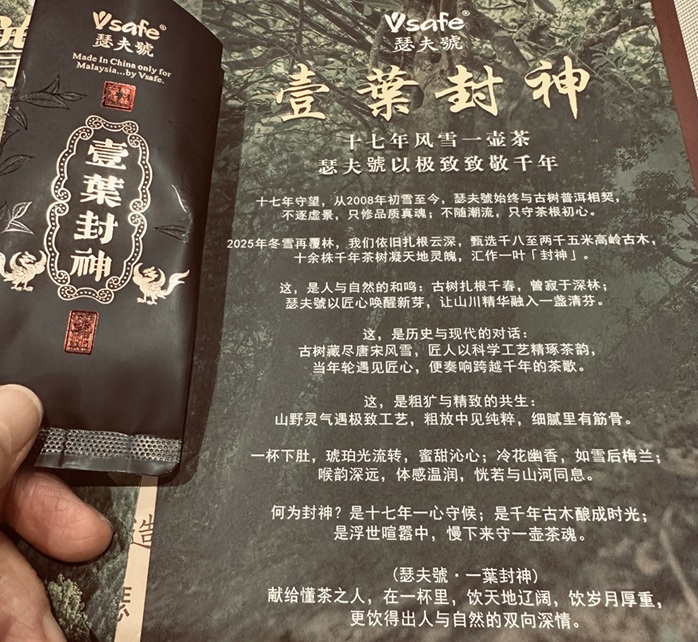 Vsafe®
瑟夫號
Made In China only for
Malaysia...by Vsafe.
壹葉封神
Vsafe®
瑟夫號
壹葉封神
十七年风雪一壶茶
瑟夫號以极致致敬千年
十七年守望，从2008年初雪至今，瑟夫號始终与古树普洱相契，
不逐虚景，只修品质真魂；不随潮流，只守茶根初心。
2025年冬雪再覆林，我们依旧扎根云深，甄选千八至两千五米高岭古木，
十余株千年茶树凝天地灵魄，汇作一叶「封神」。
这，是人与自然的和鸣：古树扎根千春，曾寂于深林；
瑟夫號以匠心唤醒新芽，让山川精华融入一盏清芬。
这，是历史与现代的对话：
古树藏尽唐宋风雪，匠人以科学工艺精琢茶韵，
当年轮遇见匠心，便奏响跨越千年的茶歌。
这，是粗犷与精致的共生：
山野灵气遇极致工艺，粗放中见纯粹，细腻里有筋骨。
一杯下肚，琥珀光流转，蜜甜沁心；冷花幽香，如雪后梅兰；
喉韵深远，体感温润，恍若与山河同息。
何为封神？是十七年一心守候；是千年古木酿成时光；
是浮世喧嚣中，慢下来守一壶茶魂。
（瑟夫號·一葉封神）
献给懂茶之人，在一杯里，饮天地辽阔，饮岁月厚重，
更饮得出人与自然的双向深情。
造